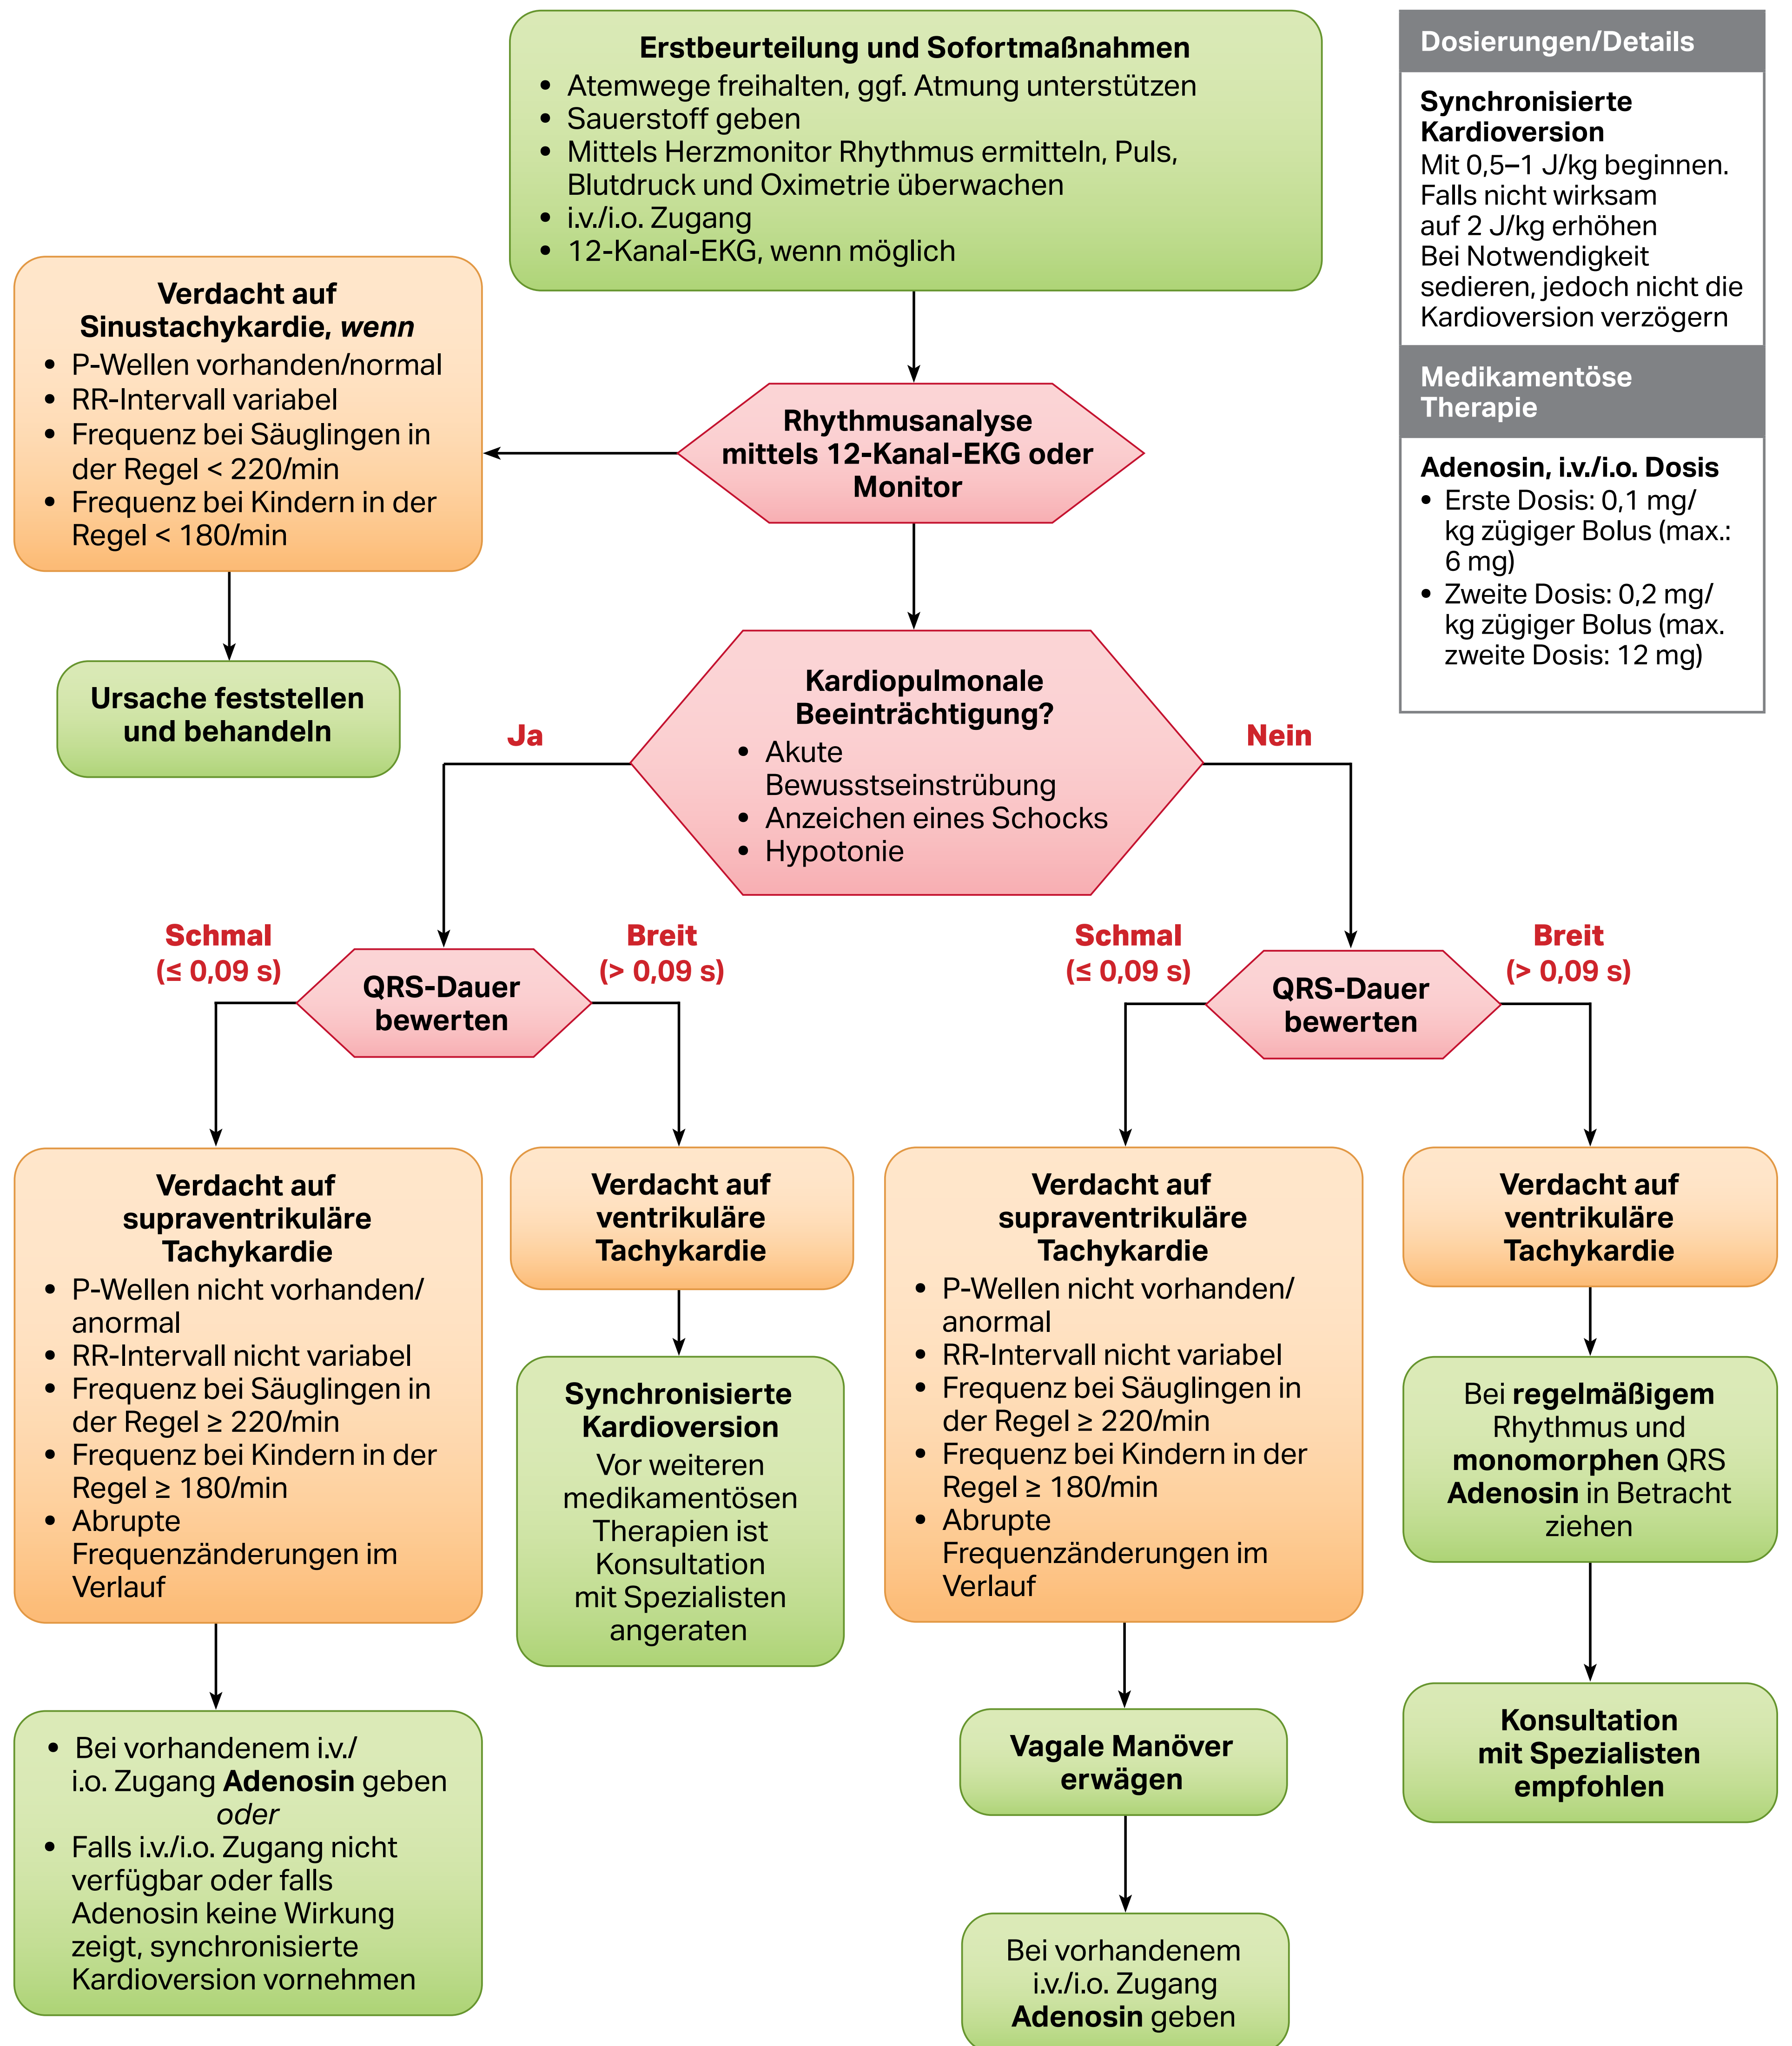 Erstbeurteilung und Sofortmaßnahmen
• Atemwege freihalten, ggf. Atmung unterstützen
• Sauerstoff geben
• Mittels Herzmonitor Rhythmus ermitteln, Puls,
Blutdruck und Oximetrie überwachen
• i.v./i.o. Zugang
• 12-Kanal-EKG, wenn möglich
Dosierungen/Details
Synchronisierte
Kardioversion
Mit 0,5–1 J/kg beginnen.
Falls nicht wirksam
auf 2 J/kg erhöhen
Bei Notwendigkeit
sedieren, jedoch nicht die
Kardioversion verzögern
Medikamentöse
Therapie
Adenosin, i.v./i.o. Dosis
• Erste Dosis: 0,1 mg/
kg zügiger Bolus (max.:
6 mg)
• Zweite Dosis: 0,2 mg/
kg zügiger Bolus (max.
zweite Dosis: 12 mg)
Verdacht auf
Sinustachykardie, wenn
• P-Wellen vorhanden/normal
• RR-Intervall variabel
• Frequenz bei Säuglingen in
der Regel < 220/min
• Frequenz bei Kindern in der
Regel < 180/min
Rhythmusanalyse
mittels 12-Kanal-EKG oder
Monitor
Ursache feststellen
und behandeln
Kardiopulmonale
Beeinträchtigung?
• Akute
Bewusstseinstrübung
• Anzeichen eines Schocks
• Hypotonie
Ja
Nein
Schmal
(≤ 0,09 s)
QRS-Dauer
bewerten
Breit
(> 0,09 s)
Schmal
(≤ 0,09 s)
QRS-Dauer
bewerten
Breit
(> 0,09 s)
Verdacht auf
supraventrikuläre
Tachykardie
• P-Wellen nicht vorhanden/
anormal
• RR-Intervall nicht variabel
• Frequenz bei Säuglingen in
der Regel ≥ 220/min
• Frequenz bei Kindern in der
Regel ≥ 180/min
• Abrupte
Frequenzänderungen im
Verlauf
• Bei vorhandenem i.v./
i.o. Zugang Adenosin geben
oder
• Falls i.v./i.o. Zugang nicht
verfügbar oder falls
Adenosin keine Wirkung
zeigt, synchronisierte
Kardioversion vornehmen
Verdacht auf
ventrikuläre
Tachykardie
Synchronisierte
Kardioversion
Vor weiteren
medikamentösen
Therapien ist
Konsultation
mit Spezialisten
angeraten
Verdacht auf
supraventrikuläre
Tachykardie
• P-Wellen nicht vorhanden/
anormal
• RR-Intervall nicht variabel
• Frequenz bei Säuglingen in
der Regel ≥ 220/min
• Frequenz bei Kindern in der
Regel ≥ 180/min
• Abrupte
Frequenzänderungen im
Verlauf
Vagale Manöver
erwägen
Bei vorhandenem
i.v./i.o. Zugang
Adenosin geben
Verdacht auf
ventrikuläre
Tachykardie
Bei regelmäßigem
Rhythmus und
monomorphen QRS
Adenosin in Betracht
ziehen
Konsultation
mit Spezialisten
empfohlen